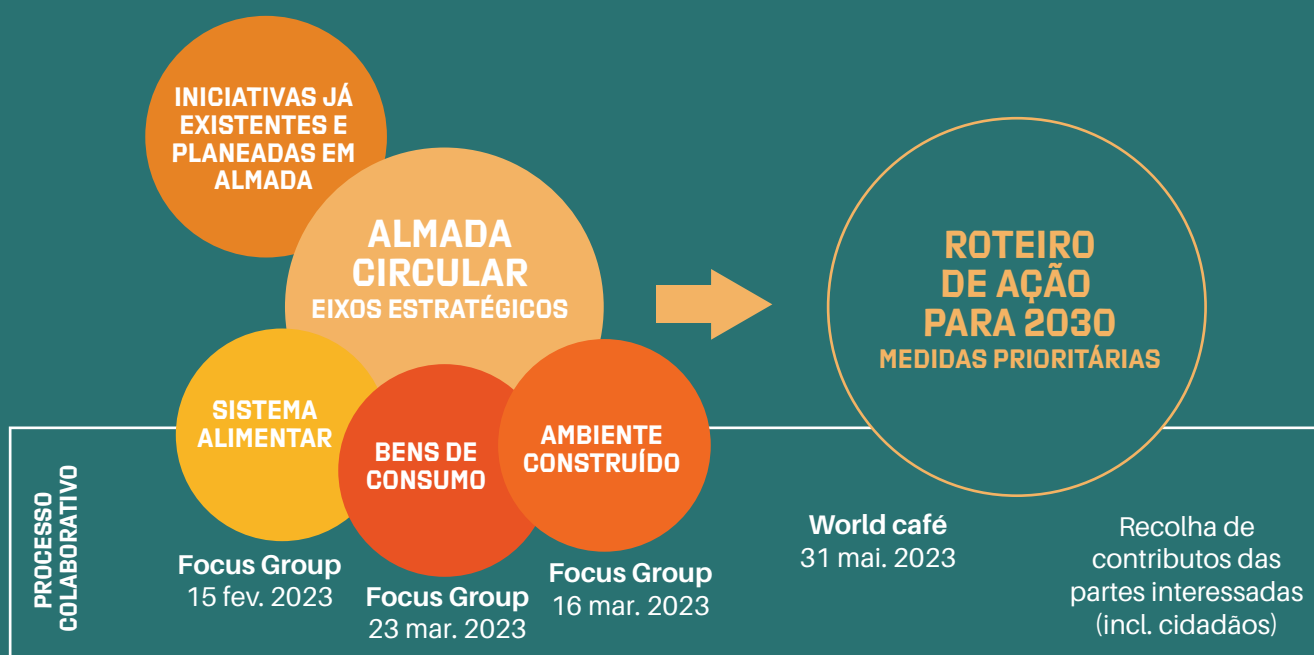 INICIATIVAS JÁ
EXISTENTES E
PLANEADAS EM
ALMADA
ALMADA
CIRCULAR
EIXOS ESTRATÉGICOS
ROTEIRO
DE AÇÃO
PARA 2030
MEDIDAS PRIORITÁRIAS
SISTEMA
ALIMENTAR
BENS DE
CONSUMO
AMBIENTE
CONSTRUÍDO
PROCESSO
COLABORATIVO
Focus Group
15 fev. 2023
Focus Group
23 mar. 2023
Focus Group
16 mar. 2023
World café
31 mai. 2023
Recolha de
contributos das
partes interessadas
(incl. cidadãos)